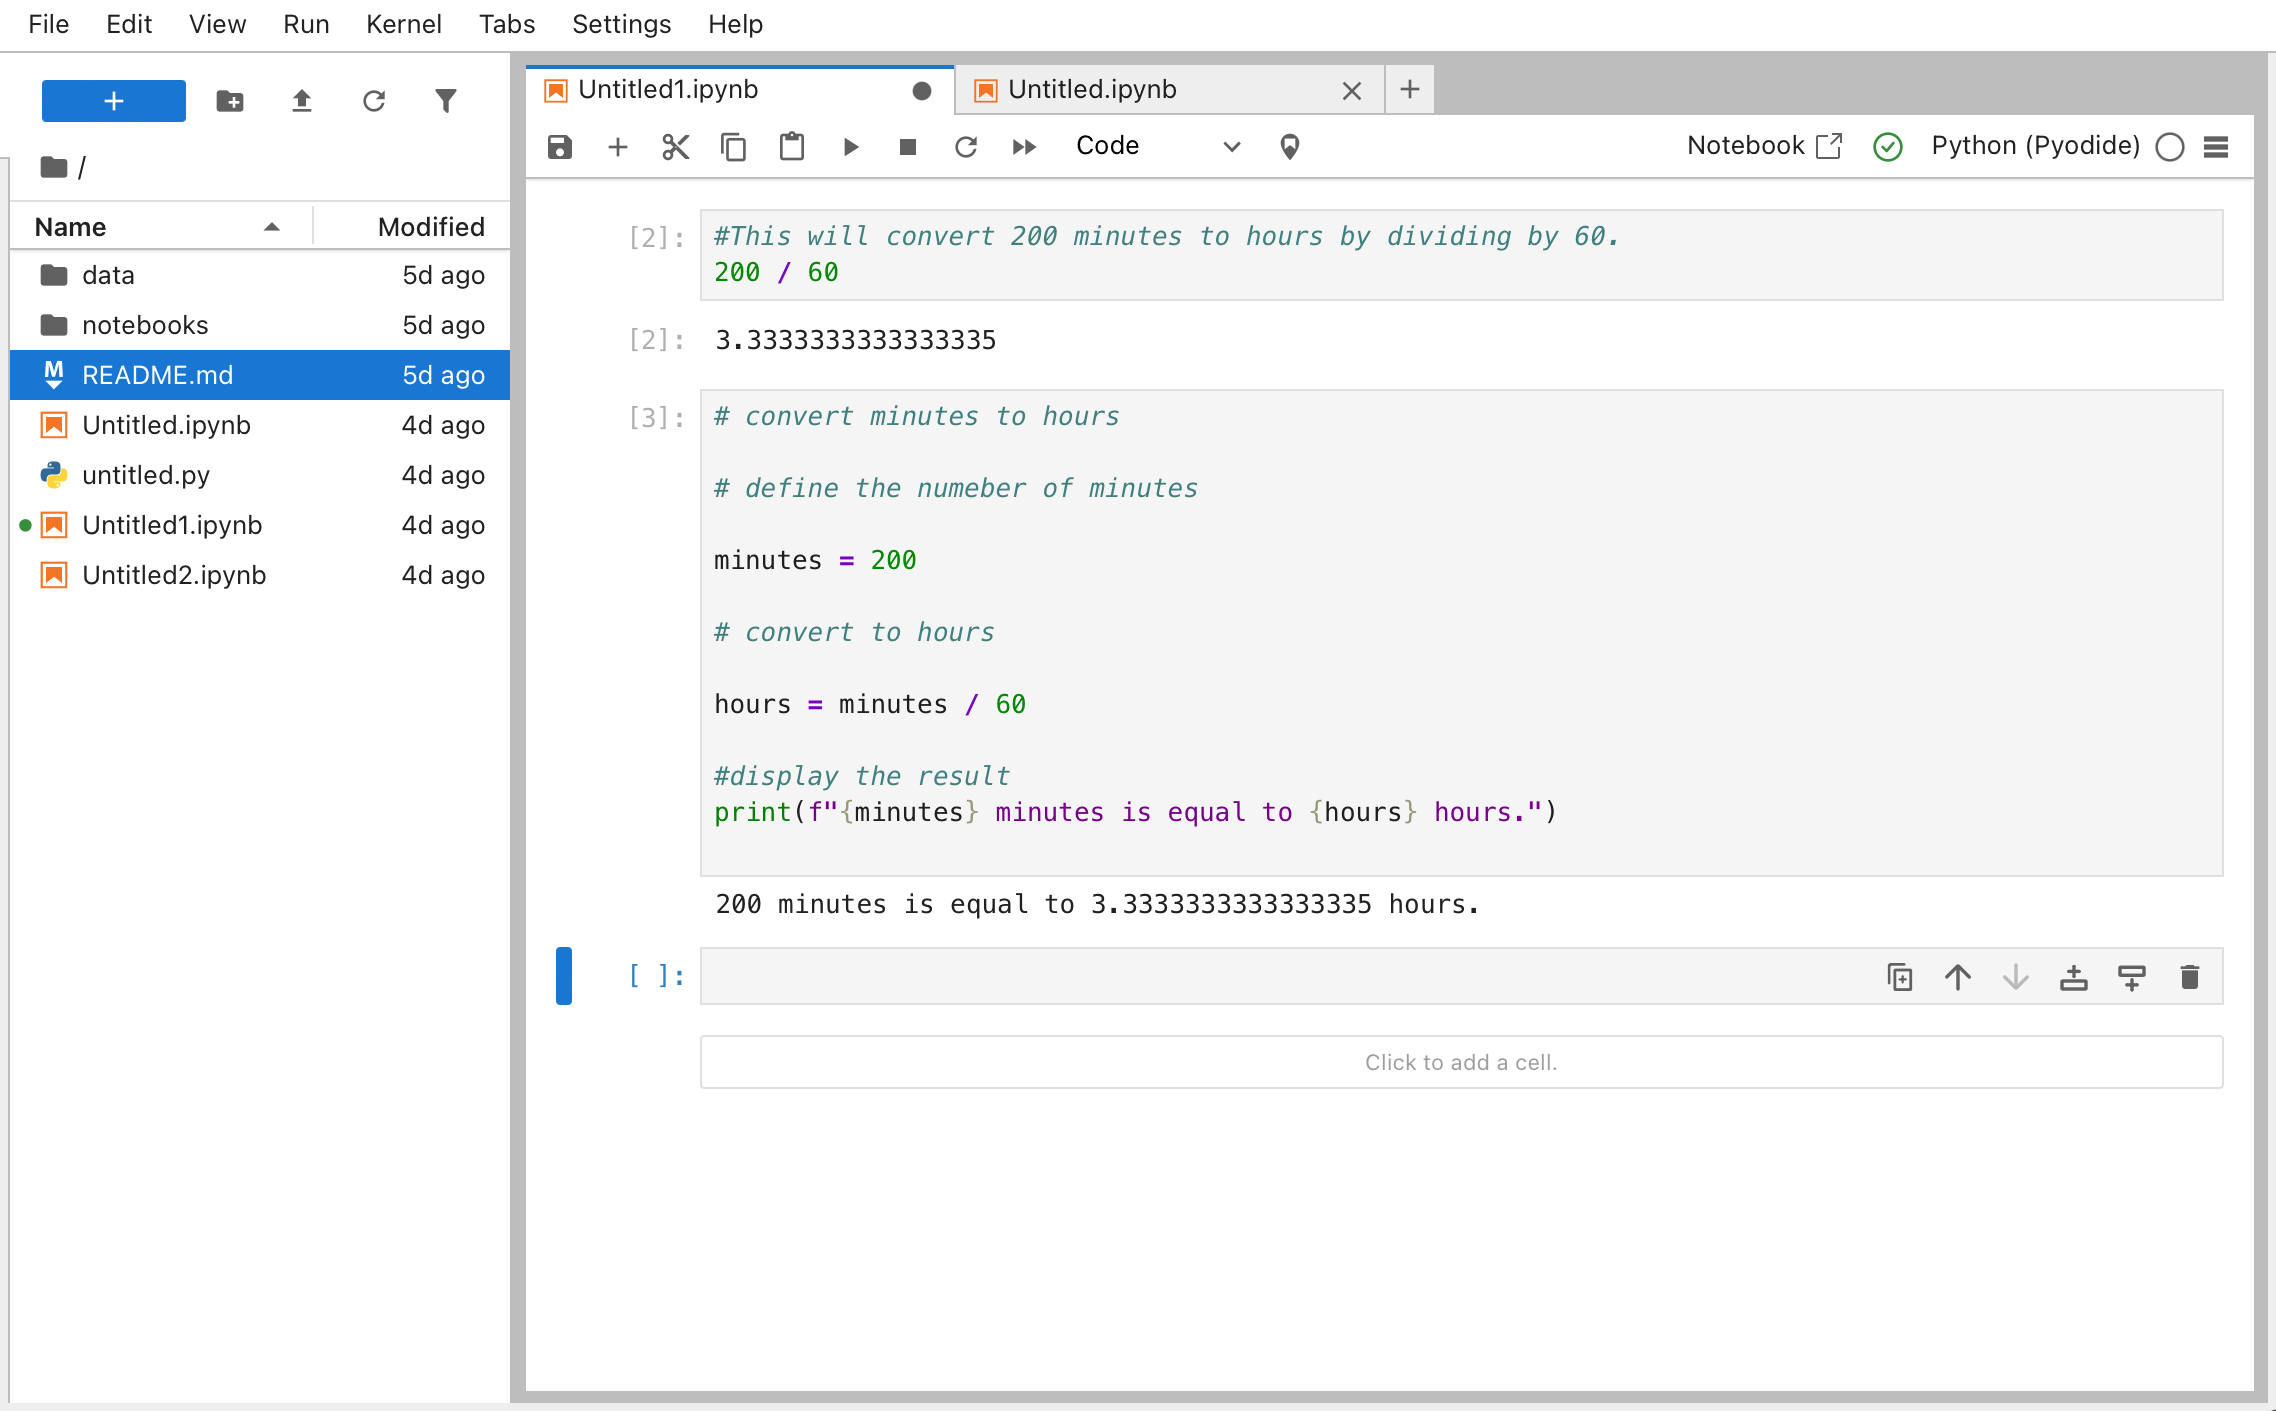 File Edit View Run Kernel Tabs Settings Help
/
Name Modified
data 5d ago
notebooks 5d ago
README.md 5d ago
Untitled.ipynb 4d ago
untitled.py 4d ago
Untitled1.ipynb 4d ago
Untitled2.ipynb 4d ago
Untitled1.ipynb Untitled.ipynb
Code Notebook Python (Pyodide)
[2]: #This will convert 200 minutes to hours by dividing by 60.
200 / 60
[2]: 3.3333333333333335
[3]: # convert minutes to hours
# define the numeber of minutes
minutes = 200
# convert to hours
hours = minutes / 60
#display the result
print(f"{minutes} minutes is equal to {hours} hours.")
200 minutes is equal to 3.3333333333333335 hours.
[ ]:
Click to add a cell.